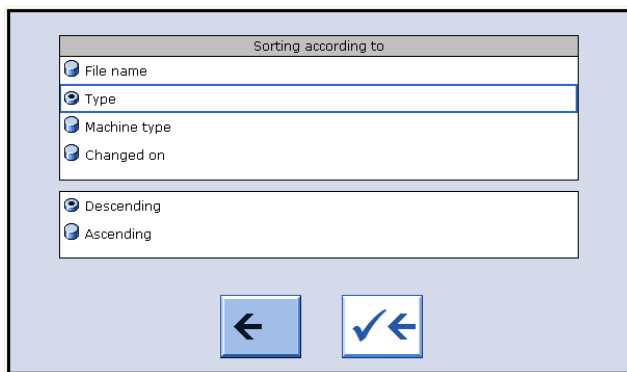 Sorting according to
File name
Type
Machine type
Changed on
Descending
Ascending